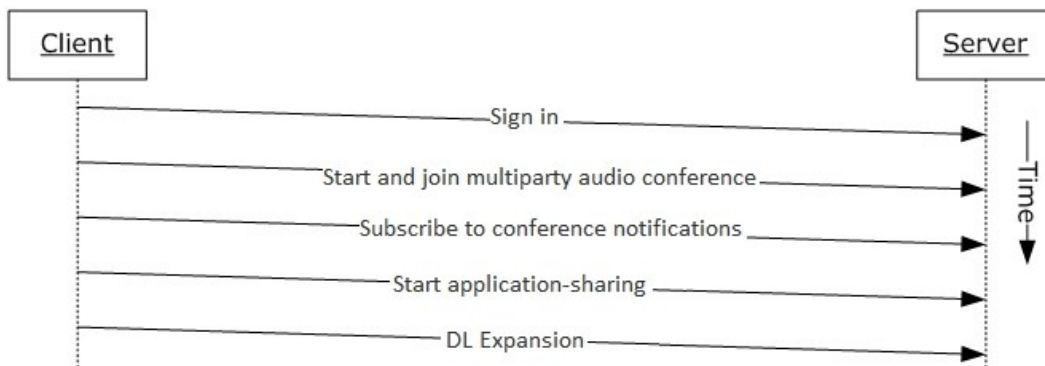 Client
Server
Sign in
Time
Start and join multiparty audio conference
Subscribe to conference notifications
Start application-sharing
DL Expansion